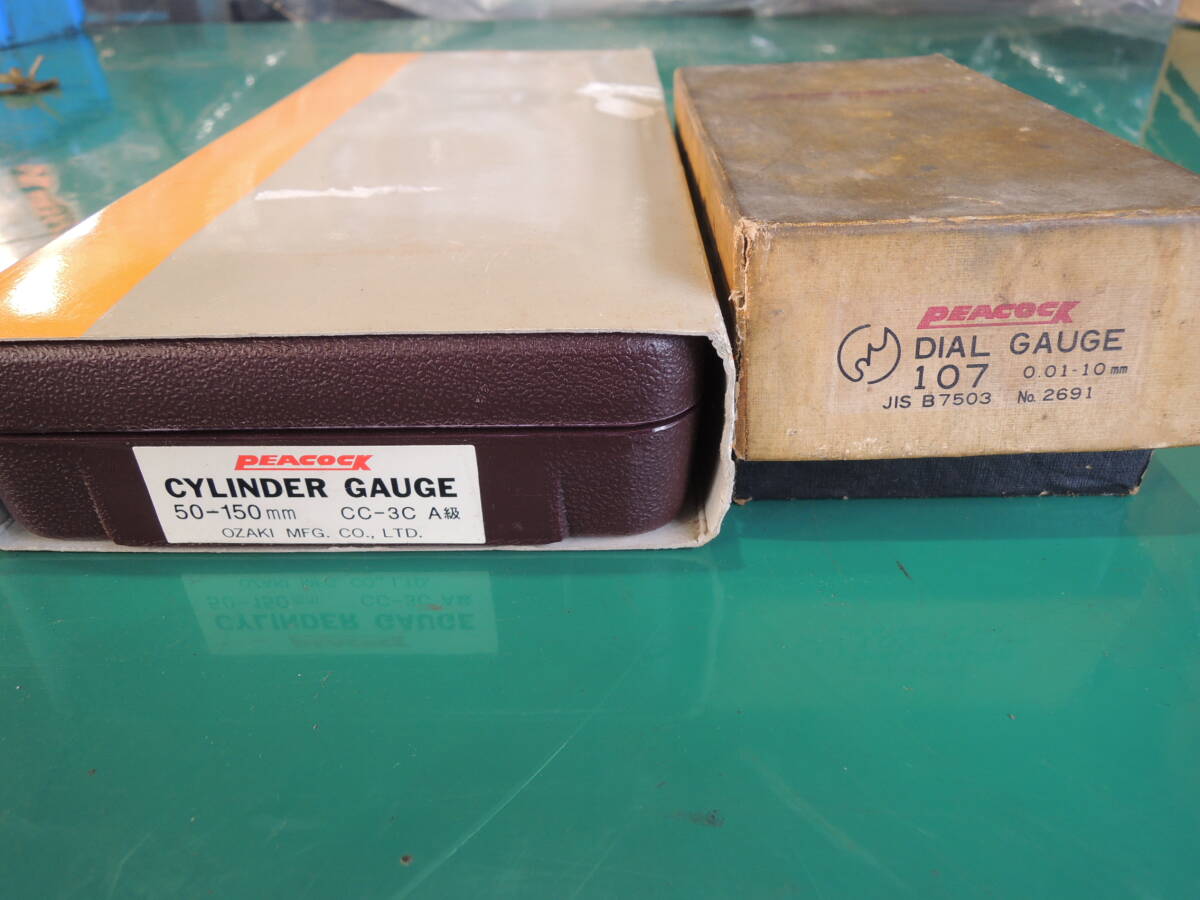 PEACOCK
CYLINDER GAUGE
50-150mm CC-3C A級
OZAKI MFG. CO., LTD.
PEACOCK
DIAL GAUGE
107 0.01-10mm
JIS B7503 No. 2691